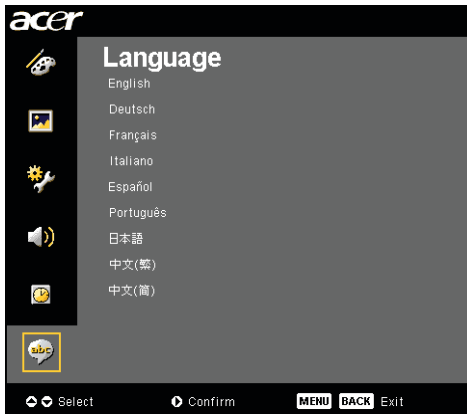 acer
Language
English
Deutsch
Français
Italiano
Español
Português
日本語
中文(繁)
中文(简)
abc
Select Confirm MENU BACK Exit